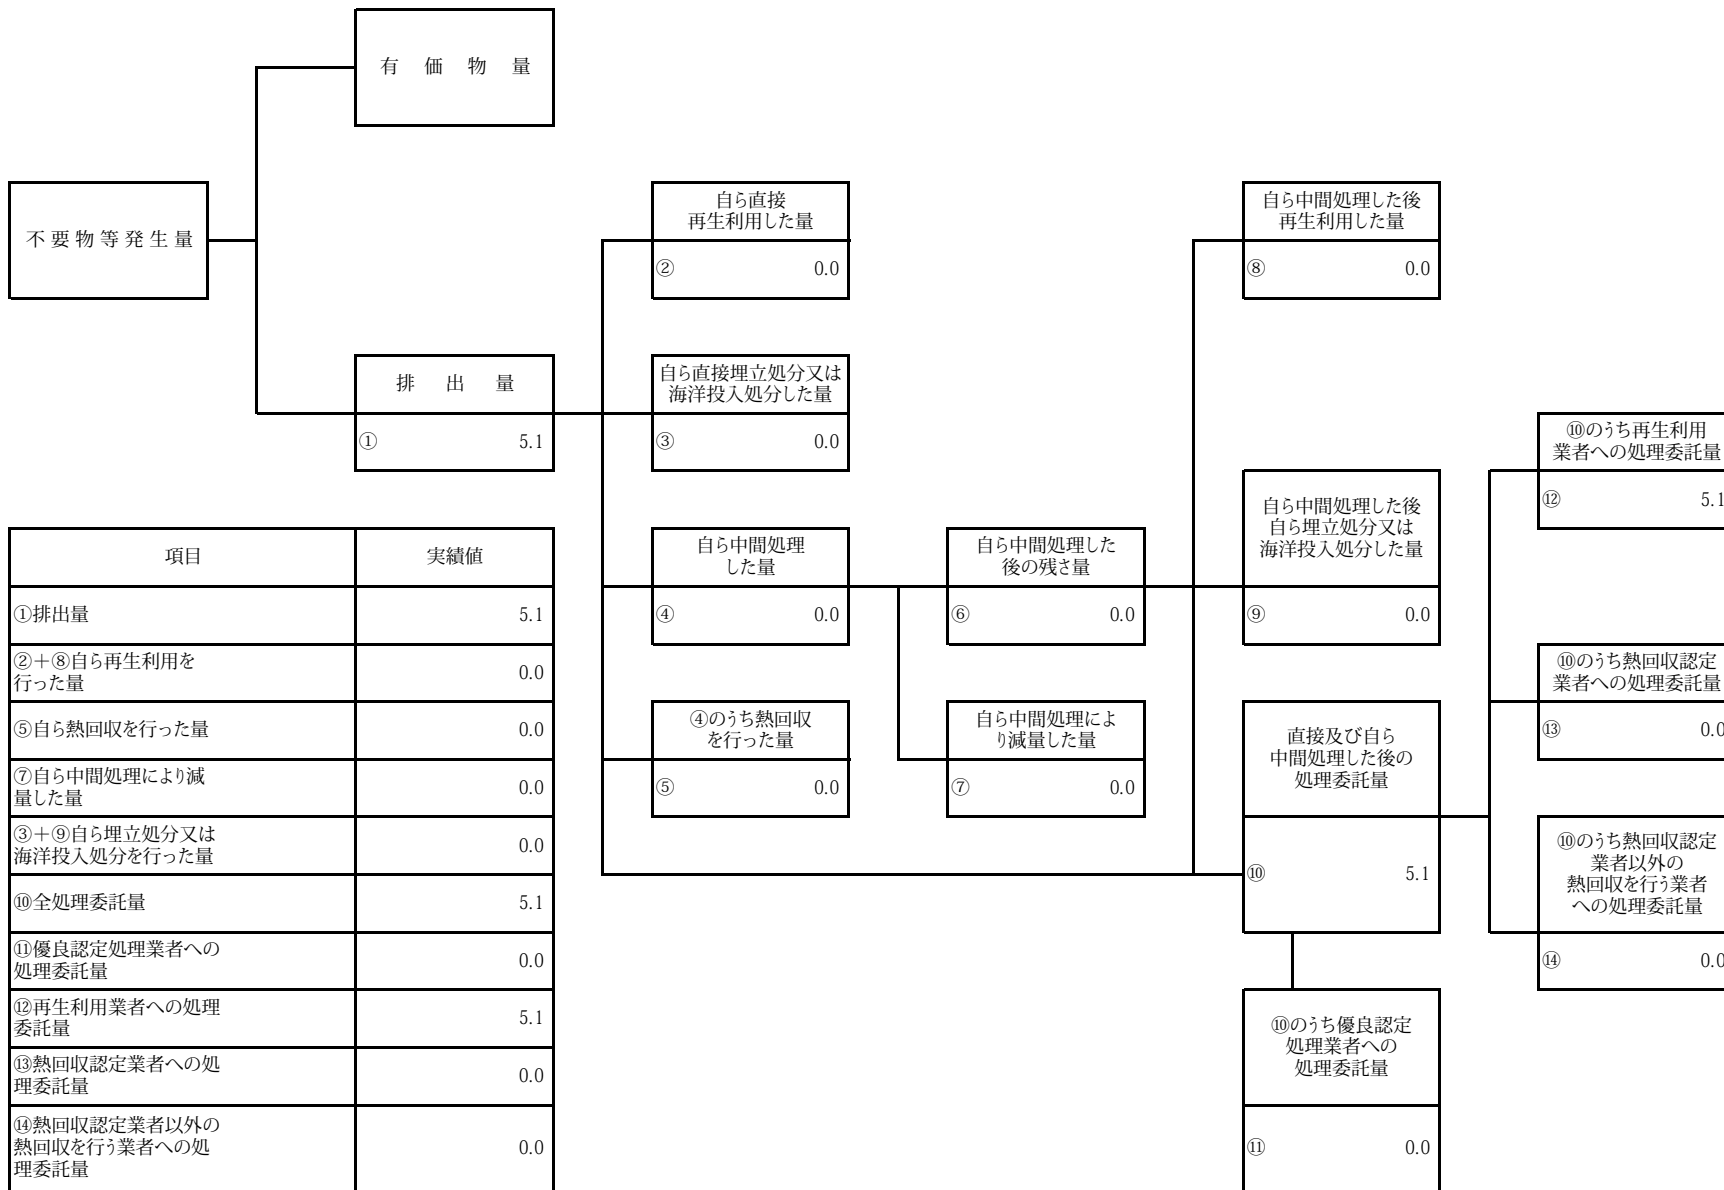 有価物量
不要物等発生量
排出量
① 5.1
自ら直接
再生利用した量
② 0.0
自ら直接埋立処分又は
海洋投入処分した量
③ 0.0
自ら中間処理
した量
④ 0.0
④のうち熱回収
を行った量
⑤ 0.0
自ら中間処理した
後の残さ量
⑥ 0.0
自ら中間処理によ
り減量した量
⑦ 0.0
自ら中間処理した後
再生利用した量
⑧ 0.0
自ら中間処理した後
自ら埋立処分又は
海洋投入処分した量
⑨ 0.0
直接及び自ら
中間処理した後の
処理委託量
⑩ 5.1
⑩のうち優良認定
処理業者への
処理委託量
⑪ 0.0
⑩のうち再生利用
業者への処理委託量
⑫ 5.1
⑩のうち熱回収認定
業者への処理委託量
⑬ 0.0
⑩のうち熱回収認定
業者以外の
熱回収を行う業者
への処理委託量
⑭ 0.0
項目 実績値
①排出量 5.1
②＋⑧自ら再生利用を
行った量 0.0
⑤自ら熱回収を行った量 0.0
⑦自ら中間処理により減
量した量 0.0
③＋⑨自ら埋立処分又は
海洋投入処分を行った量 0.0
⑩全処理委託量 5.1
⑪優良認定処理業者への
処理委託量 0.0
⑫再生利用業者への処理
委託量 5.1
⑬熱回収認定業者への処
理委託量 0.0
⑭熱回収認定業者以外の
熱回収を行う業者への処
理委託量 0.0